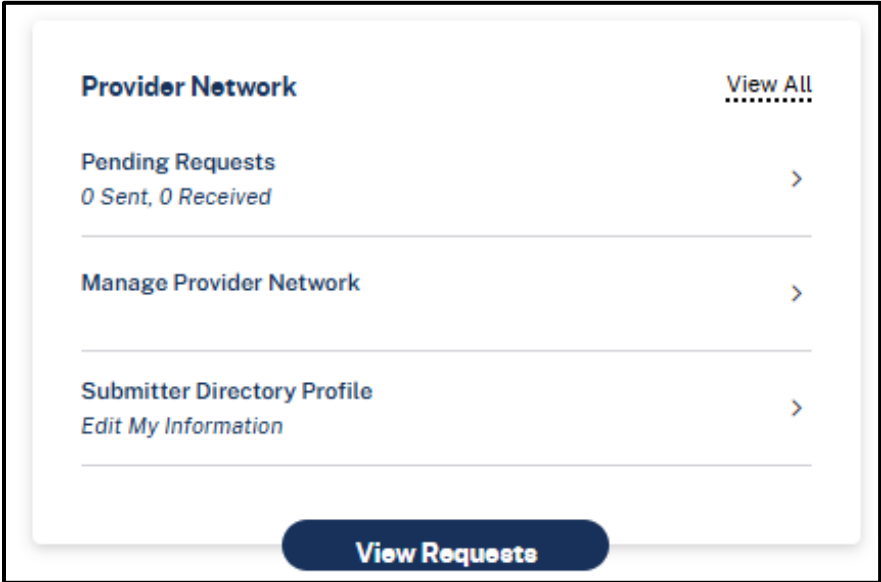 Provider Network
View All
Pending Requests
0 Sent, 0 Received
Manage Provider Network
Submitter Directory Profile
Edit My Information
View Requests